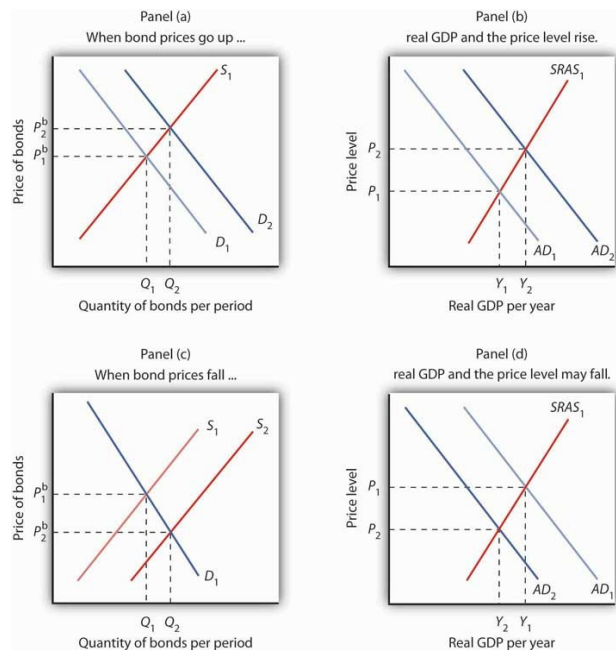 Panel (a)
When bond prices go up ...
Price of bonds
P₂ᵇ
P₁ᵇ
S₁
D₁
D₂
Q₁ Q₂
Quantity of bonds per period
Panel (b)
real GDP and the price level rise.
Price level
P₂
P₁
SRAS₁
AD₁
AD₂
Y₁ Y₂
Real GDP per year
Panel (c)
When bond prices fall ...
Price of bonds
P₁ᵇ
P₂ᵇ
S₁
S₂
D₁
Q₁ Q₂
Quantity of bonds per period
Panel (d)
real GDP and the price level may fall.
Price level
P₁
P₂
SRAS₁
AD₂
AD₁
Y₂ Y₁
Real GDP per year